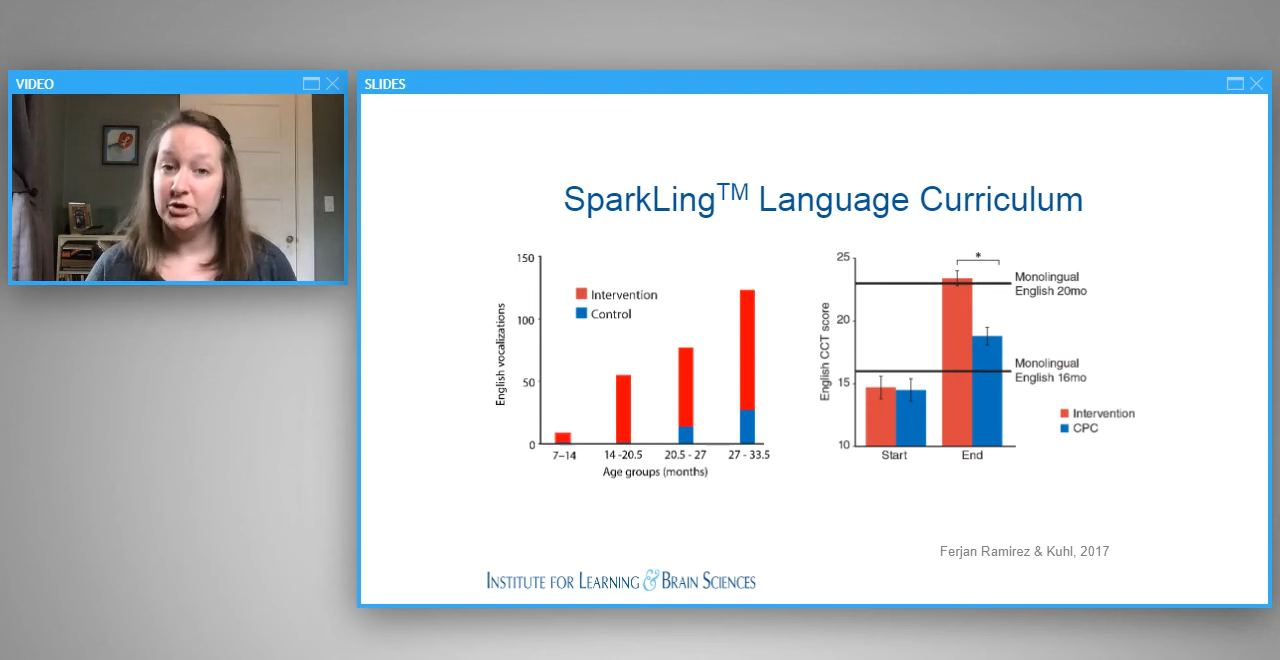 VIDEO
SLIDES
SparkLing™ Language Curriculum
150
100
50
0
English vocalizations
Intervention
Control
7–14
14 -20.5
20.5 - 27
27 - 33.5
Age groups (months)
25
20
15
10
English CCT score
*
Monolingual
English 20mo
Monolingual
English 16mo
Intervention
CPC
Start
End
Ferjan Ramirez & Kuhl, 2017
INSTITUTE FOR LEARNING & BRAIN SCIENCES